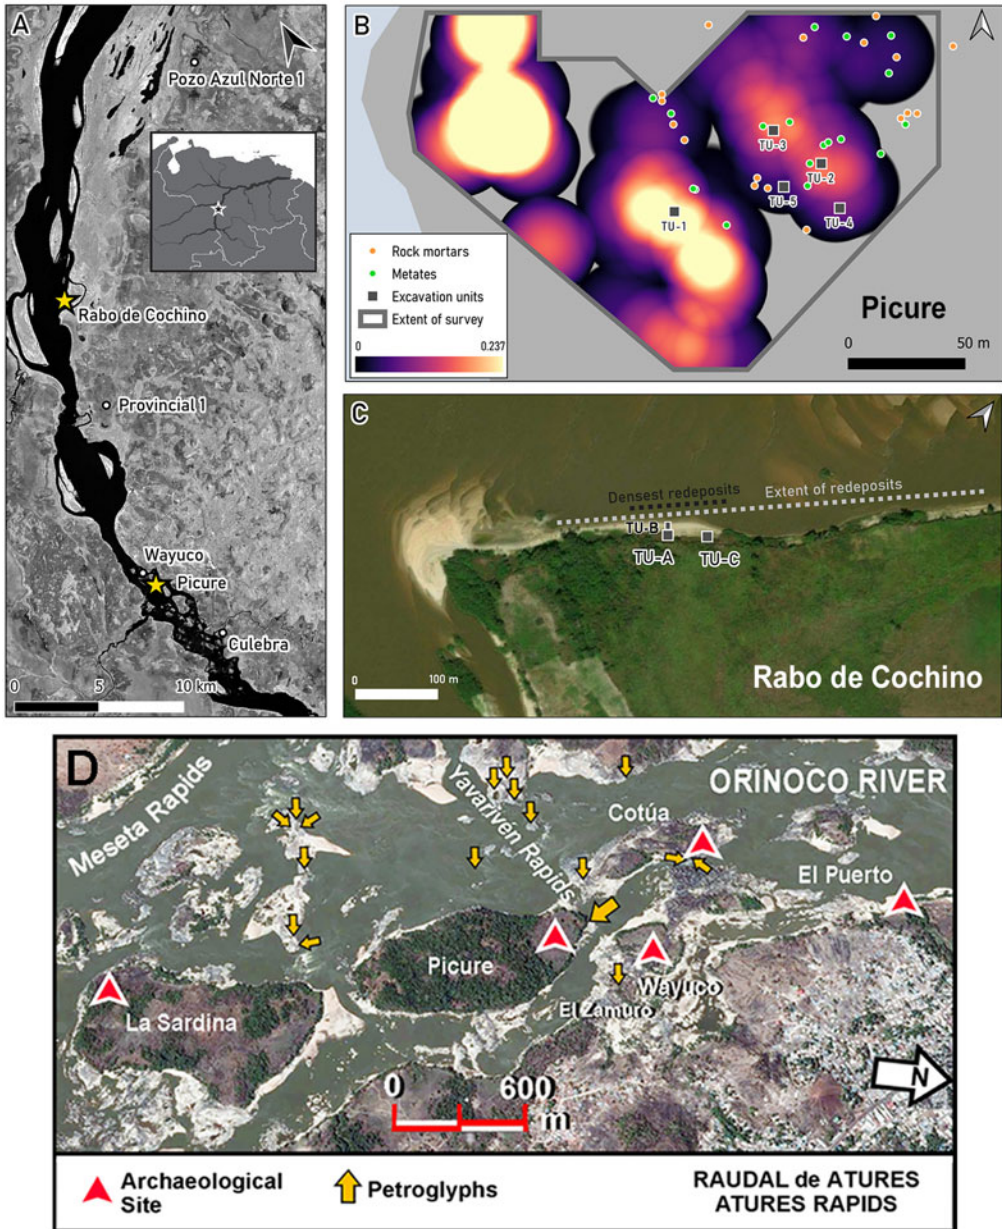 A
Pozo Azul Norte 1
Rabo de Cochino
Provincial 1
Wayuco
Picure
Culebra
0 5 10 km
B
TU-3
TU-2
TU-5
TU-4
TU-1
Rock mortars
Metates
Excavation units
Extent of survey
0 0.237
Picure
50 m
0
C
Densest redeposits
Extent of redeposits
TU-B
TU-A
TU-C
0 100 m
Rabo de Cochino
D
Meseta Rapids
Yavarivén Rapids
ORINOCO RIVER
Cotúa
El Puerto
Picure
Wayuco
La Sardina
El Zamuro
0 600
m
N
Archaeological
Site
Petroglyphs
RAUDAL de ATURES
ATURES RAPIDS